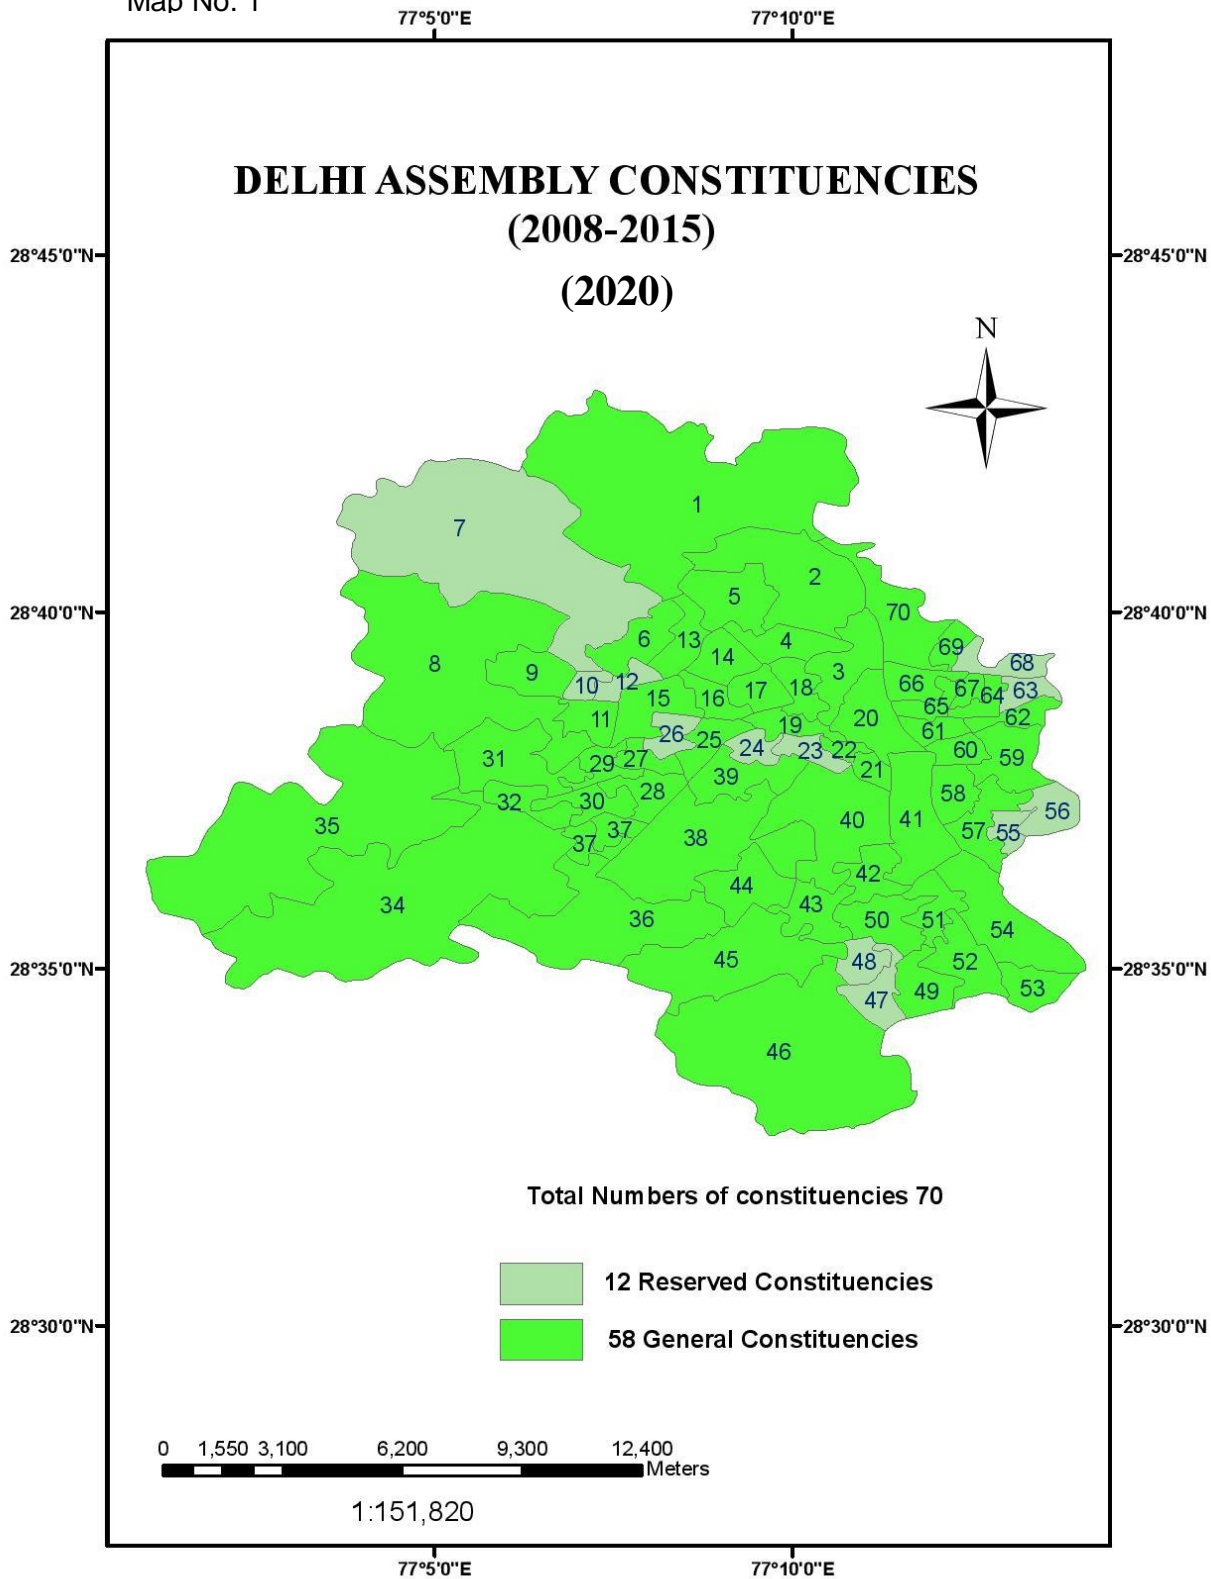 Map No. 1
77°5'0"E 77°10'0"E
DELHI ASSEMBLY CONSTITUENCIES
(2008-2015)
28°45'0"N 28°45'0"N
(2020)
N
1
7
2
5
28°40'0"N 70 28°40'0"N
6 13 4
69
14 68
8 9 3
10 12 66 67 64 63
15 16 17 18
65
11 20 62
26 25 19 61
24 23 22 60 59
31 29 27 21
39
32 30 28 58
56
35 37 40 41
38 57 55
37
42
44
34 43
36 50 51
54
45 48 52
28°35'0"N 28°35'0"N
47 49 53
46
Total Numbers of constituencies 70
12 Reserved Constituencies
28°30'0"N 28°30'0"N
58 General Constituencies
0 1,550 3,100 6,200 9,300 12,400
Meters
1:151,820
77°5'0"E 77°10'0"E